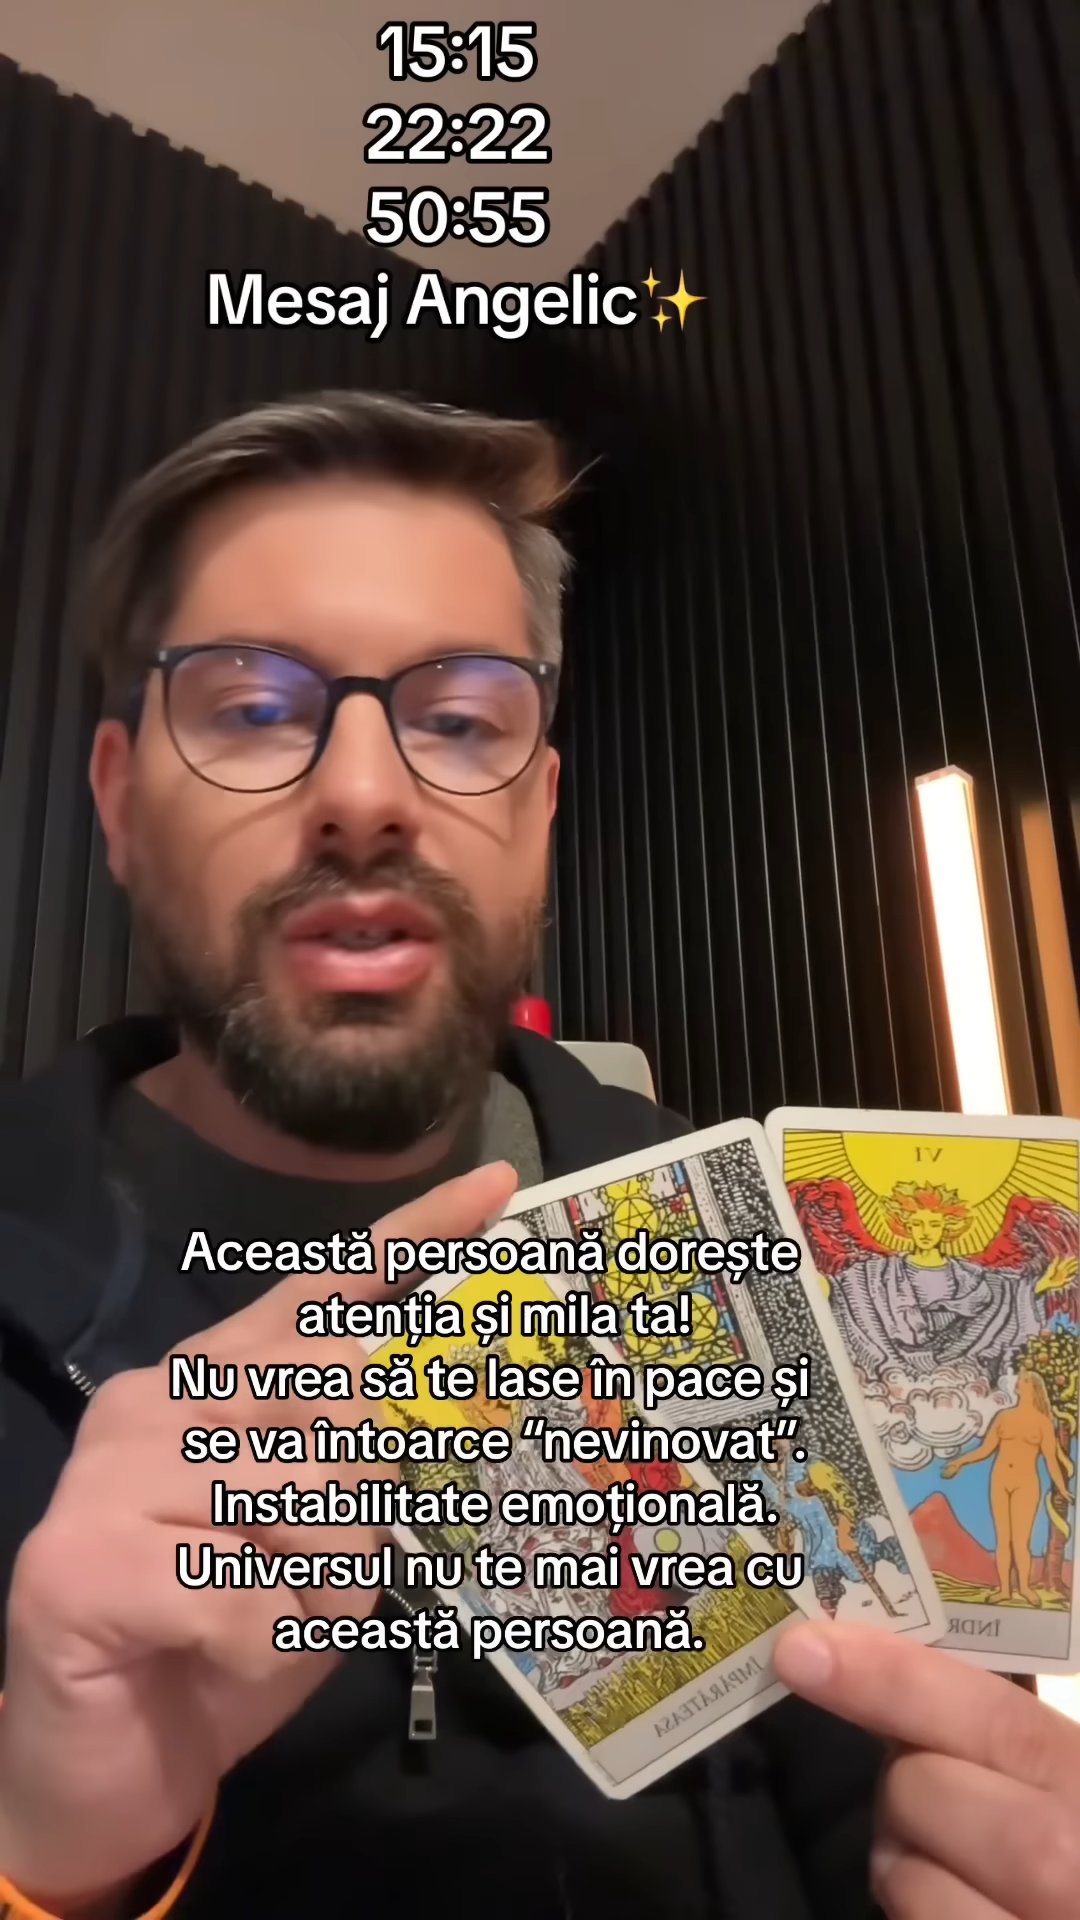 15:15
22:22
50:55
Mesaj Angelic✨
Această persoană dorește
atenția și mila ta!
Nu vrea să te lase în pace și
se va întoarce “nevinovat”.
Instabilitate emoțională.
Universul nu te mai vrea cu
această persoană.
VI
ÎNDR
ÎMPĂRĂTEASA